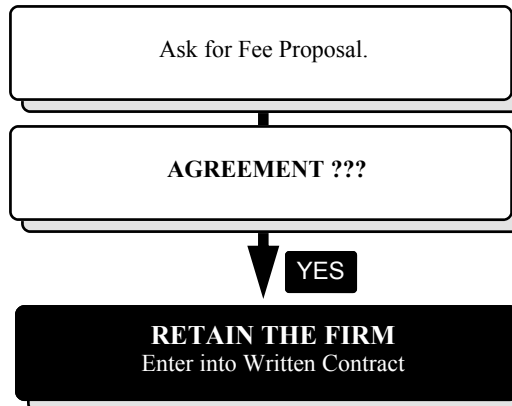 Ask for Fee Proposal.
AGREEMENT ???
YES
RETAIN THE FIRM
Enter into Written Contract